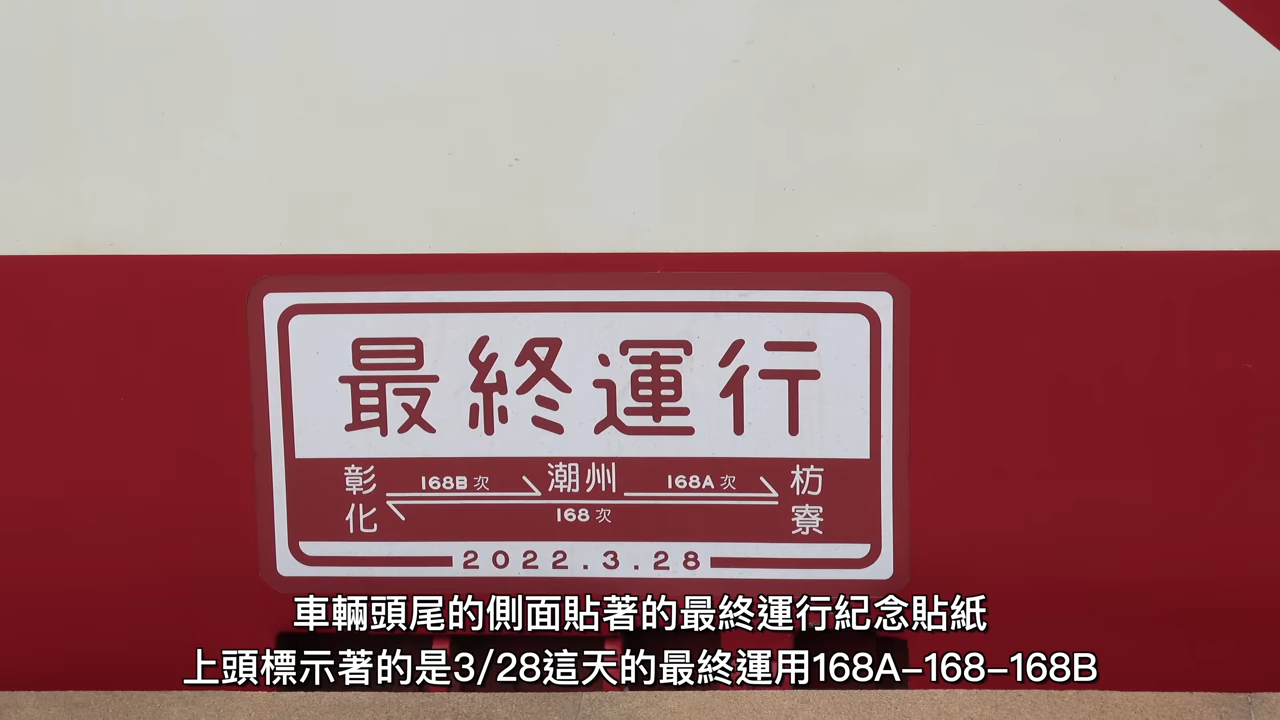 最終運行
彰化 168B次 潮州 168A次 枋寮
168次
2022.3.28
車輛頭尾的側面貼著的最終運行紀念貼紙
上頭標示著的是3/28這天的最終運用168A–168–168B